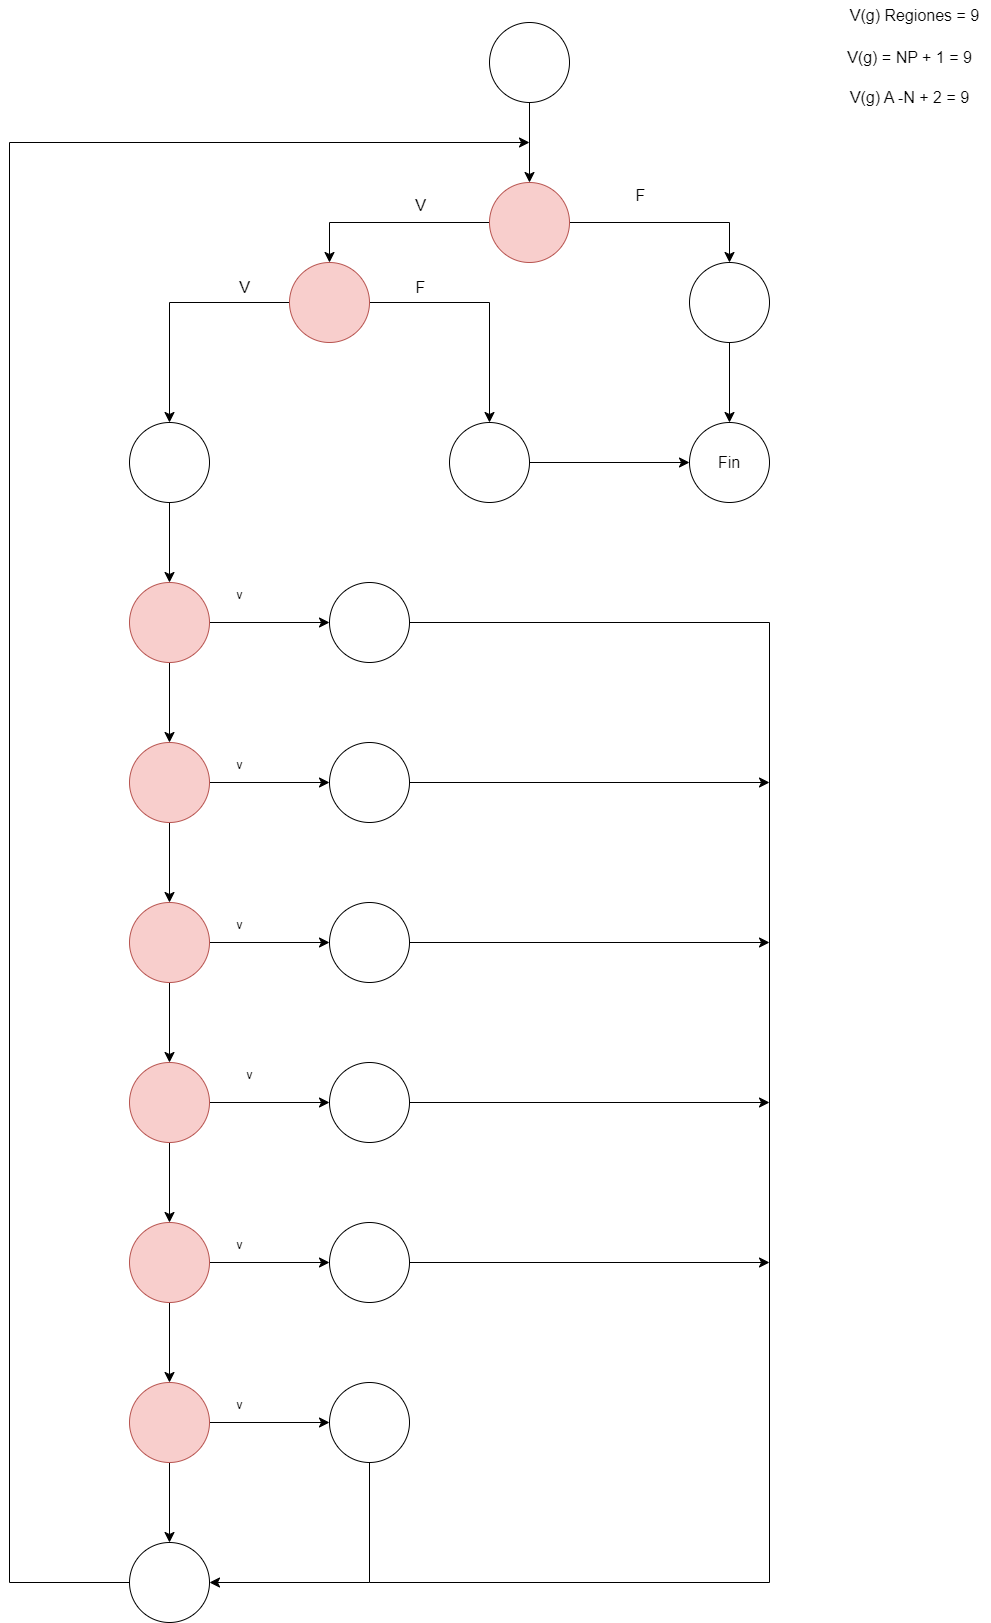 V(g) Regiones = 9
V(g) = NP + 1 = 9
V(g) A -N + 2 = 9
F
V
V
F
Fin
v
v
v
v
v
v